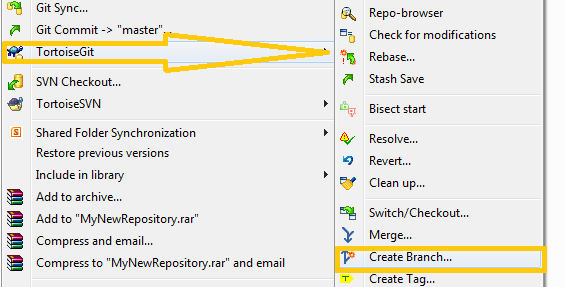 Git Sync...
Git Commit -> "master"...
TortoiseGit
SVN Checkout...
TortoiseSVN
Shared Folder Synchronization
Restore previous versions
Include in library
Add to archive...
Add to "MyNewRepository.rar"
Compress and email...
Compress to "MyNewRepository.rar" and email
Repo-browser
Check for modifications
Rebase...
Stash Save
Bisect start
Resolve...
Revert...
Clean up...
Switch/Checkout...
Merge...
Create Branch...
Create Tag...